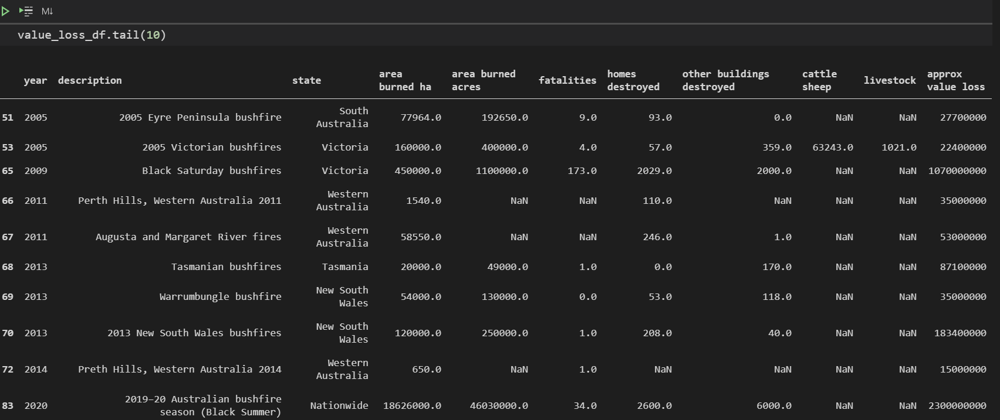 M↓
value_loss_df.tail(10)
year description state area burned ha area burned acres fatalities homes destroyed other buildings destroyed cattle sheep livestock approx value loss
51 2005 2005 Eyre Peninsula bushfire South Australia 77964.0 192650.0 9.0 93.0 0.0 NaN NaN 27700000
53 2005 2005 Victorian bushfires Victoria 160000.0 400000.0 4.0 57.0 359.0 63243.0 1021.0 22400000
65 2009 Black Saturday bushfires Victoria 450000.0 1100000.0 173.0 2029.0 2000.0 NaN NaN 1070000000
66 2011 Perth Hills, Western Australia 2011 Western Australia 1540.0 NaN NaN 110.0 NaN NaN NaN 35000000
67 2011 Augusta and Margaret River fires Western Australia 58550.0 NaN NaN 246.0 1.0 NaN NaN 53000000
68 2013 Tasmanian bushfires Tasmania 20000.0 49000.0 1.0 0.0 170.0 NaN NaN 87100000
69 2013 Warrumbungle bushfire New South Wales 54000.0 130000.0 0.0 53.0 118.0 NaN NaN 35000000
70 2013 2013 New South Wales bushfires New South Wales 120000.0 250000.0 1.0 208.0 40.0 NaN NaN 183400000
72 2014 Preth Hills, Western Australia 2014 Western Australia 650.0 NaN 1.0 NaN NaN NaN NaN 15000000
83 2020 2019–20 Australian bushfire season (Black Summer) Nationwide 18626000.0 46030000.0 34.0 2600.0 6000.0 NaN NaN 2300000000